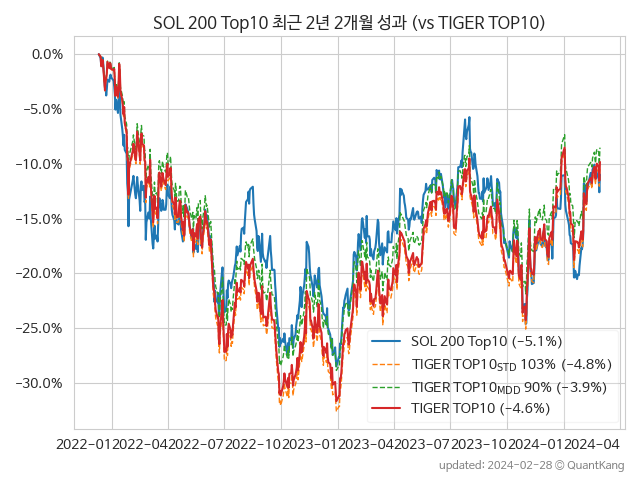 SOL 200 Top10 최근 2년 2개월 성과 (vs TIGER TOP10)
0.0%
−5.0%
−10.0%
−15.0%
−20.0%
−25.0%
−30.0%
SOL 200 Top10 (−5.1%)
TIGER TOP10STD 103% (−4.8%)
TIGER TOP10MDD 90% (−3.9%)
TIGER TOP10 (−4.6%)
2022-01 2022-04 2022-07 2022-10 2023-01 2023-04 2023-07 2023-10 2024-01 2024-04
updated: 2024-02-28 © QuantKang